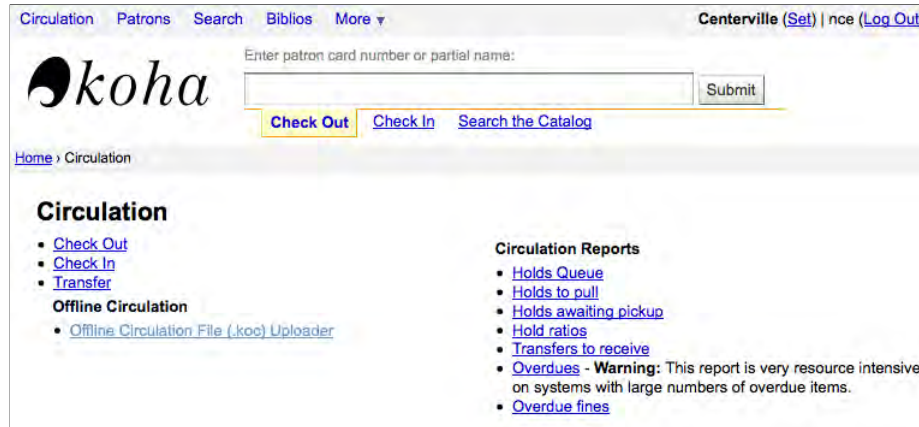 Circulation Patrons Search Biblios More ▼ Centerville (Set) | nce (Log Out
Enter patron card number or partial name:
koha
Submit
Check Out Check In Search the Catalog
Home › Circulation
Circulation
• Check Out
• Check In
• Transfer
Offline Circulation
• Offline Circulation File (.koc) Uploader
Circulation Reports
• Holds Queue
• Holds to pull
• Holds awaiting pickup
• Hold ratios
• Transfers to receive
• Overdues - Warning: This report is very resource intensive
on systems with large numbers of overdue items.
• Overdue fines